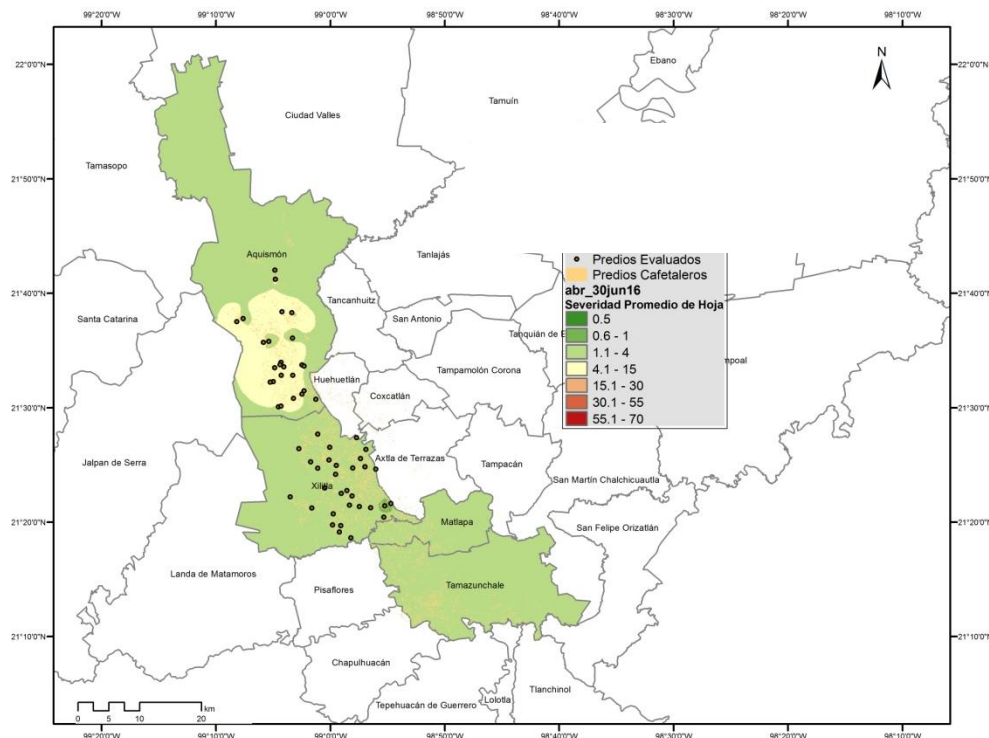 99°20'0"W 99°10'0"W 99°0'0"W 98°50'0"W 98°40'0"W 98°30'0"W 98°20'0"W 98°10'0"W
22°0'0"N
22°0'0"N
N
Ebano
Tamuín
Ciudad Valles
Tamasopo
21°50'0"N
21°50'0"N
Aquismón
Tanlajás
Predios Evaluados
Predios Cafetaleros
abr_30jun16
Severidad Promedio de Hoja
0.5
0.6 - 1
1.1 - 4
4.1 - 15
15.1 - 30
30.1 - 55
55.1 - 70
21°40'0"N
21°40'0"N
Tancanhuitz
Santa Catarina
San Antonio
Tanquián de E
Tampamolón Corona
Huehuetlán
Coxcatlán
21°30'0"N
21°30'0"N
Jalpan de Serra
Axtla de Terrazas
Tampacán
San Martín Chalchicuautla
Xilitla
San Felipe Orizatlán
21°20'0"N
21°20'0"N
Matlapa
Landa de Matamoros
Pisaflores
Tamazunchale
21°10'0"N
21°10'0"N
Chapulhuacán
Tlanchinol
Lolotla
Tepehuacán de Guerrero
km
0 5 10 20
99°20'0"W 99°10'0"W 99°0'0"W 98°50'0"W 98°40'0"W 98°30'0"W 98°20'0"W 98°10'0"W